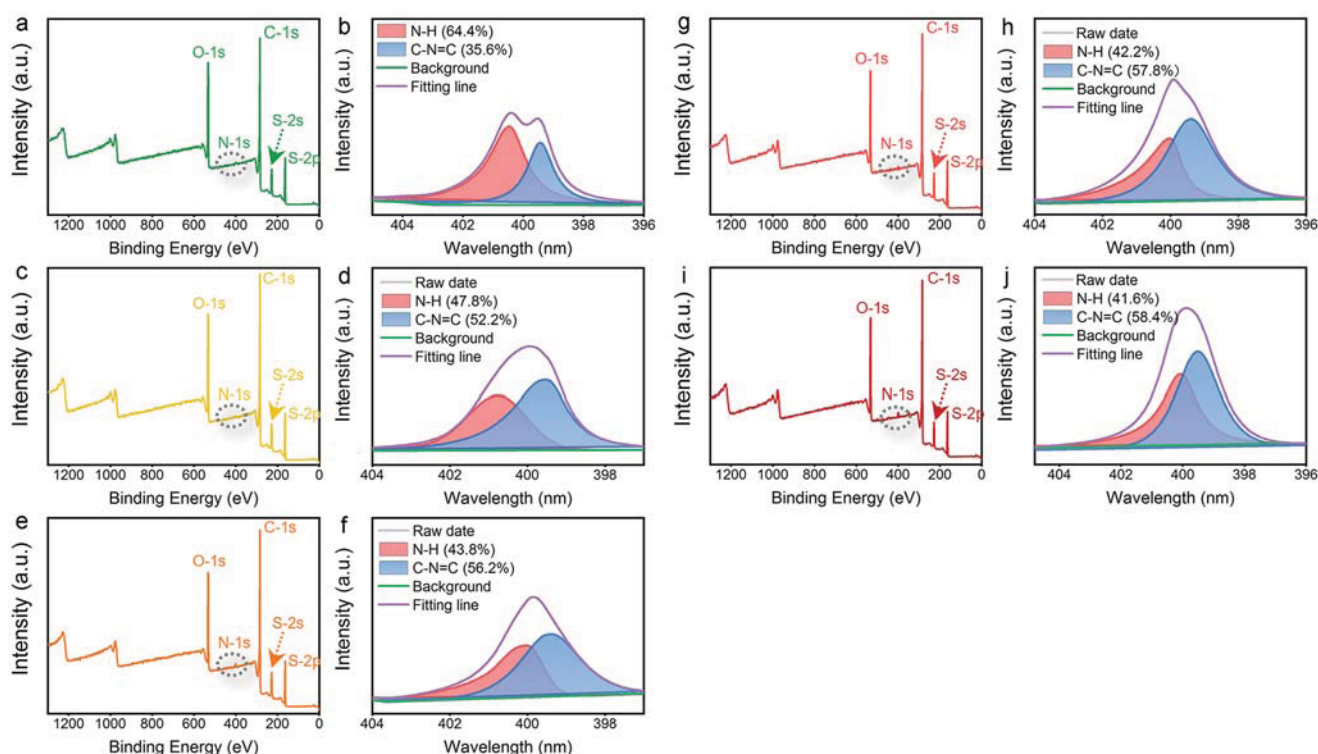 a
Intensity (a.u.)
O-1s
C-1s
N-1s
S-2s
S-2p
1200 1000 800 600 400 200 0
Binding Energy (eV)
b
Intensity (a.u.)
N-H (64.4%)
C-N=C (35.6%)
Background
Fitting line
404 402 400 398 396
Wavelength (nm)
g
Intensity (a.u.)
O-1s
C-1s
N-1s
S-2s
S-2p
1200 1000 800 600 400 200 0
Binding Energy (eV)
h
Intensity (a.u.)
Raw date
N-H (42.2%)
C-N=C (57.8%)
Background
Fitting line
404 402 400 398 396
Wavelength (nm)
c
Intensity (a.u.)
O-1s
C-1s
N-1s
S-2s
S-2p
1200 1000 800 600 400 200 0
Binding Energy (eV)
d
Intensity (a.u.)
Raw date
N-H (47.8%)
C-N=C (52.2%)
Background
Fitting line
404 402 400 398
Wavelength (nm)
i
Intensity (a.u.)
O-1s
C-1s
N-1s
S-2s
S-2p
1200 1000 800 600 400 200 0
Binding Energy (eV)
j
Intensity (a.u.)
Raw date
N-H (41.6%)
C-N=C (58.4%)
Background
Fitting line
402 400 398 396
Wavelength (nm)
e
Intensity (a.u.)
O-1s
C-1s
N-1s
S-2s
S-2p
1200 1000 800 600 400 200 0
Binding Energy (eV)
f
Intensity (a.u.)
Raw date
N-H (43.8%)
C-N=C (56.2%)
Background
Fitting line
404 402 400 398
Wavelength (nm)